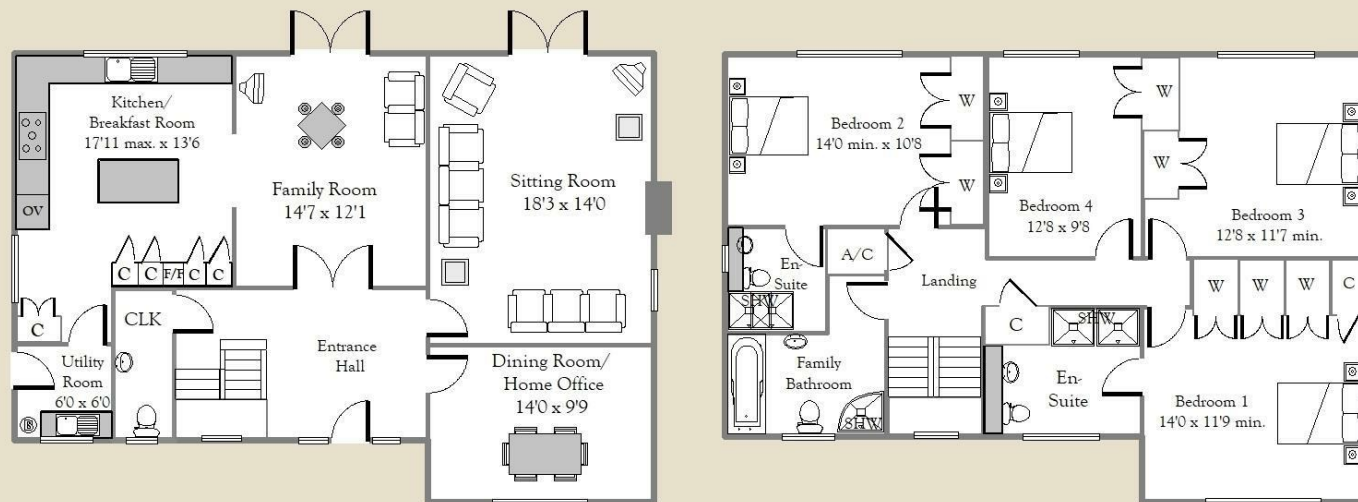 Kitchen/
Breakfast Room
17'11 max. x 13'6
OV
C C F/F C C
C
Utility
Room
6'0 x 6'0
B
CLK
Family Room
14'7 x 12'1
Sitting Room
18'3 x 14'0
Entrance
Hall
Dining Room/
Home Office
14'0 x 9'9
Bedroom 2
14'0 min. x 10'8
W
W
En-
Suite
SHW
A/C
Landing
Family
Bathroom
SHW
Bedroom 4
12'8 x 9'8
W
W
Bedroom 3
12'8 x 11'7 min.
W W W C
C
SHW
En-
Suite
Bedroom 1
14'0 x 11'9 min.